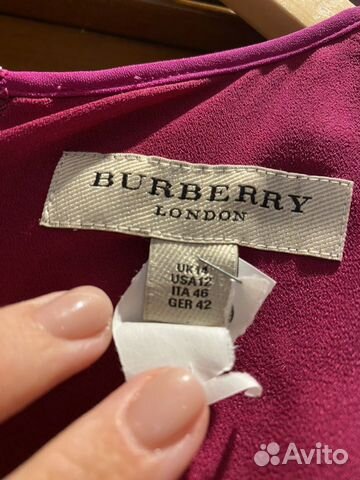 BURBERRY
LONDON
UK 14
USA 12
ITA 46
GER 42
Avito